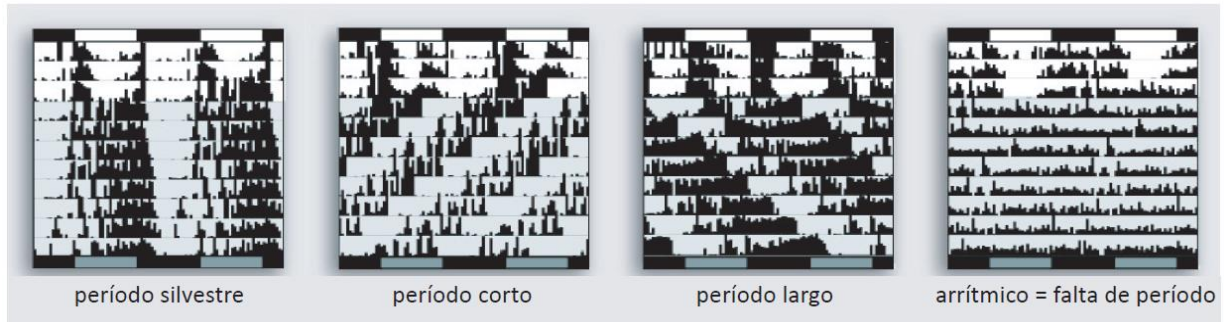 período silvestre
período corto
período largo
arrítmico = falta de período